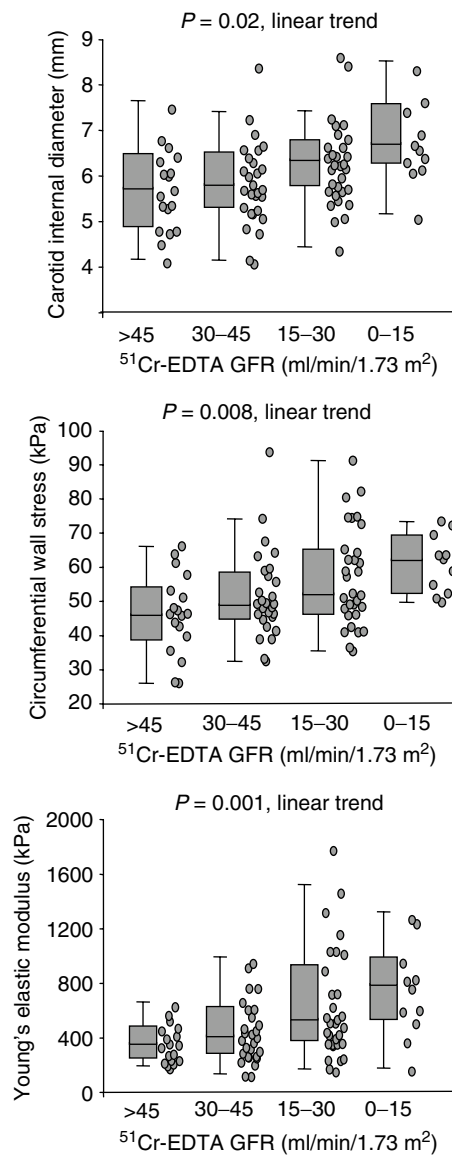 P = 0.02, linear trend
Carotid internal diameter (mm)
9
8
7
6
5
4
>45 30–45 15–30 0–15
⁵¹Cr-EDTA GFR (ml/min/1.73 m²)
P = 0.008, linear trend
Circumferential wall stress (kPa)
100
90
80
70
60
50
40
30
20
>45 30–45 15–30 0–15
⁵¹Cr-EDTA GFR (ml/min/1.73 m²)
P = 0.001, linear trend
Young's elastic modulus (kPa)
2000
1600
1200
800
400
0
>45 30–45 15–30 0–15
⁵¹Cr-EDTA GFR (ml/min/1.73 m²)